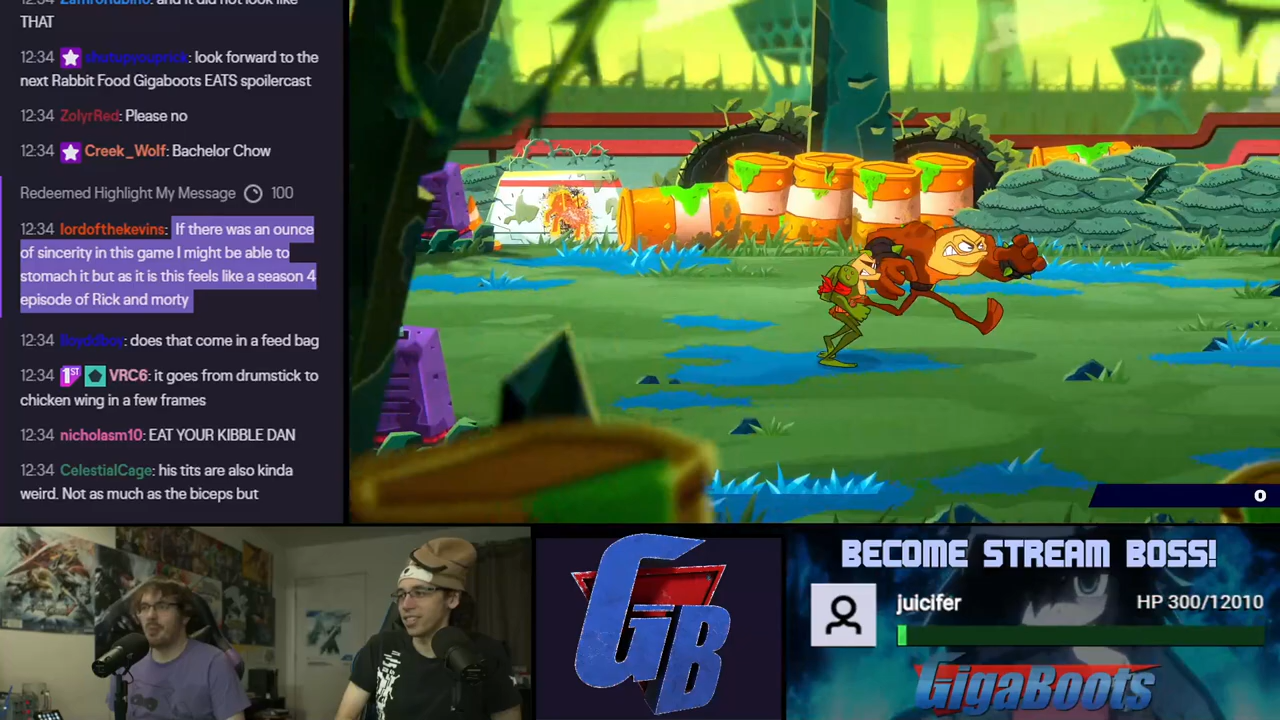 THAT
12:34 shutupyouprick: look forward to the
next Rabbit Food Gigaboots EATS spoilercast
12:34 ZolyrRed: Please no
12:34 Creek_Wolf: Bachelor Chow
Redeemed Highlight My Message 100
12:34 lordofthekevins: If there was an ounce
of sincerity in this game I might be able to
stomach it but as it is this feels like a season 4
episode of Rick and morty
12:34 lloyddboy: does that come in a feed bag
12:34 1ST VRC6: it goes from drumstick to
chicken wing in a few frames
12:34 nicholasm10: EAT YOUR KIBBLE DAN
12:34 CelestialCage: his tits are also kinda
weird. Not as much as the biceps but
0
GB
BECOME STREAM BOSS!
juicifer HP 300/12010
GigaBoots